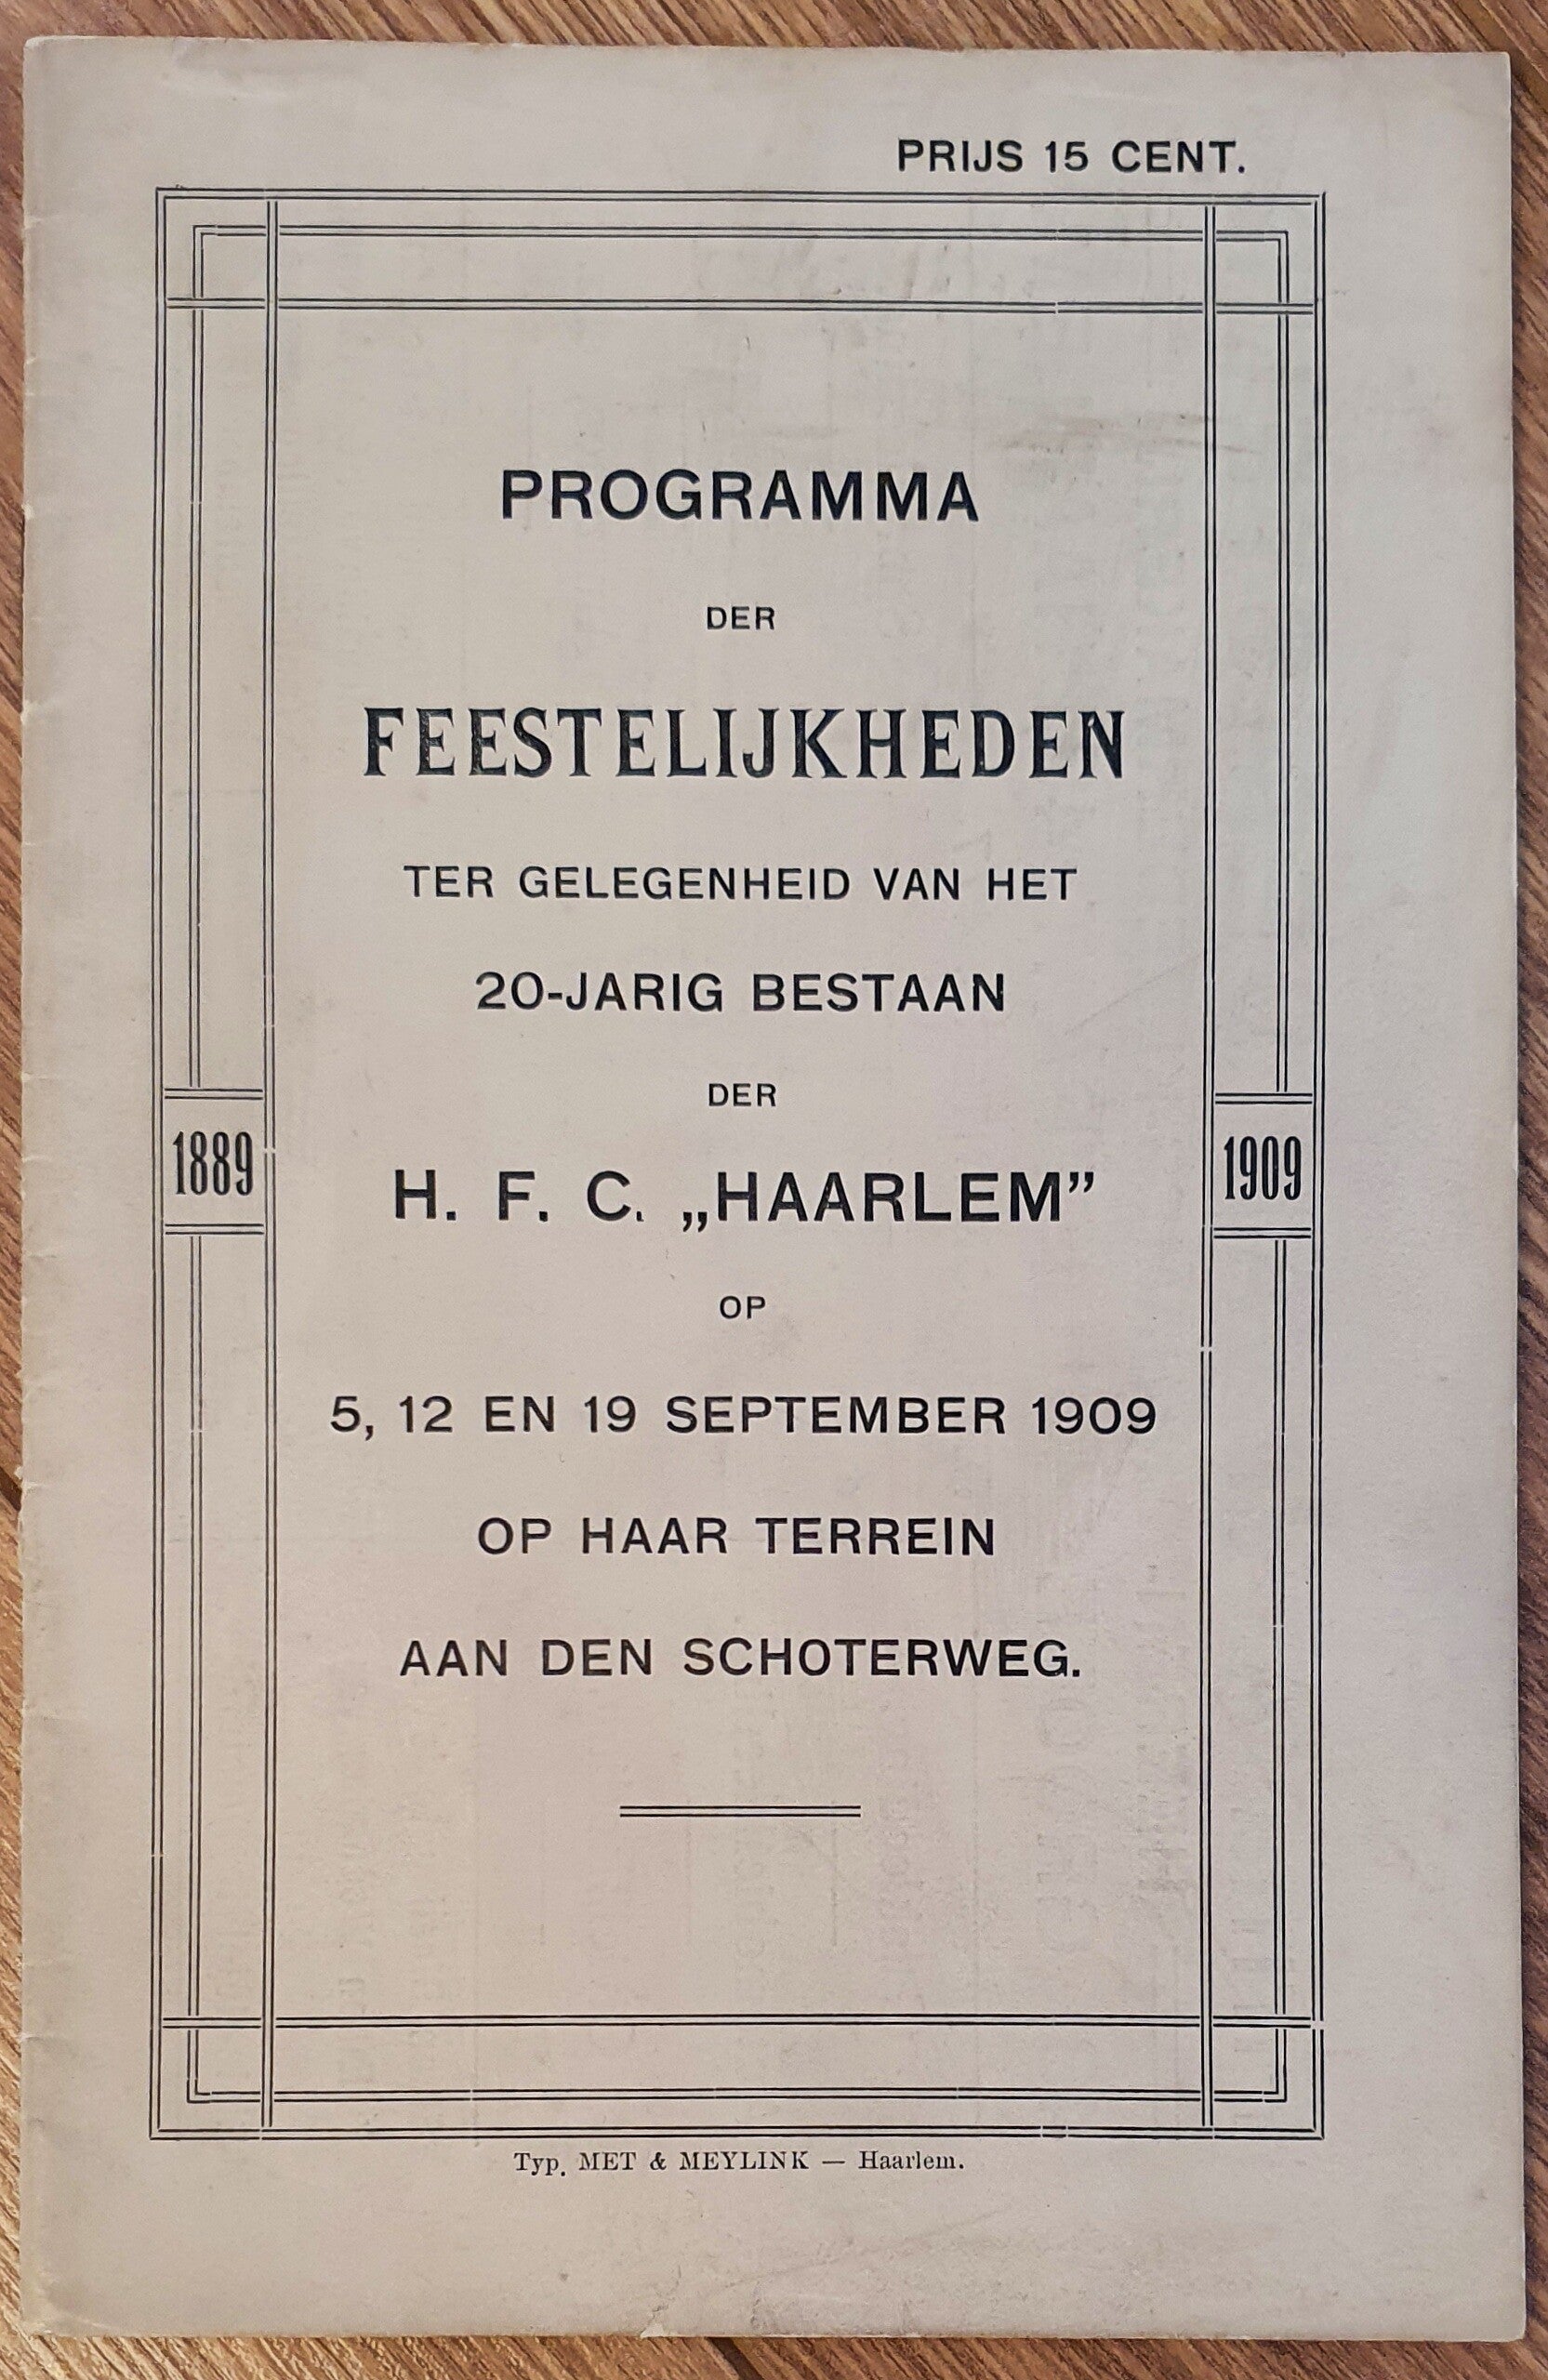 PRIJS 15 CENT.
PROGRAMMA
DER
FEESTELIJKHEDEN
TER GELEGENHEID VAN HET
20-JARIG BESTAAN
DER
1889
H. F. C. „HAARLEM”
1909
OP
5, 12 EN 19 SEPTEMBER 1909
OP HAAR TERREIN
AAN DEN SCHOTERWEG.
Typ. MET & MEYLINK — Haarlem.